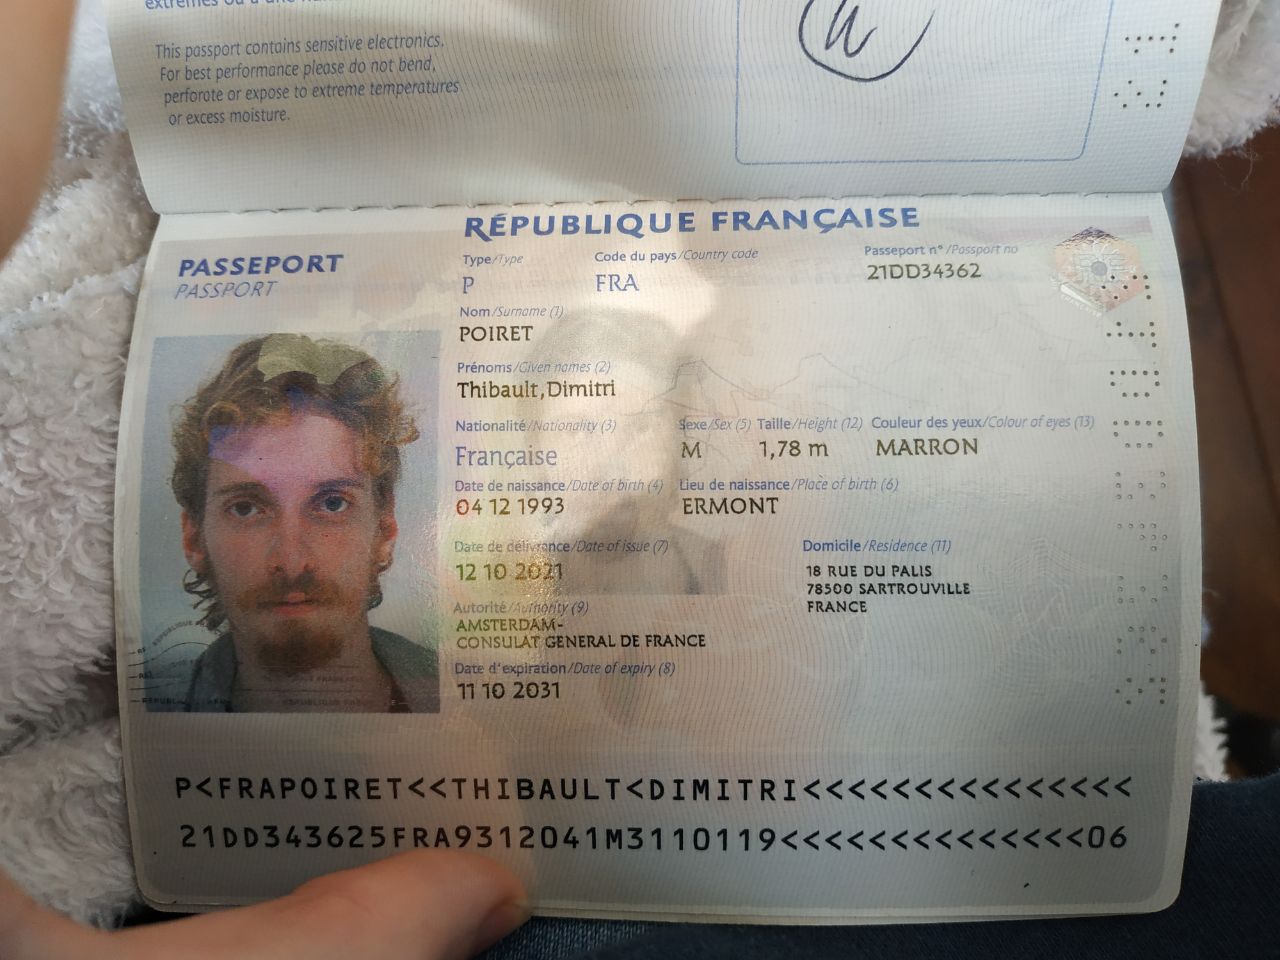 This passport contains sensitive electronics.
For best performance please do not bend,
perforate or expose to extreme temperatures
or excess moisture.
RÉPUBLIQUE FRANÇAISE
PASSEPORT
PASSPORT
Type/Type
Code du pays/Country code
Passeport n°/Passport no
P
FRA
21DD34362
Nom/Surname (1)
POIRET
Prénoms/Given names (2)
Thibault,Dimitri
Nationalité/Nationality (3)
Sexe/Sex (5)
Taille/Height (12)
Couleur des yeux/Colour of eyes (13)
Française
M
1,78 m
MARRON
Date de naissance/Date of birth (4)
Lieu de naissance/Place of birth (6)
04 12 1993
ERMONT
Date de délivrance/Date of issue (7)
Domicile/Residence (11)
12 10 2021
18 RUE DU PALIS
78500 SARTROUVILLE
FRANCE
Autorité/Authority (9)
AMSTERDAM-
CONSULAT GENERAL DE FRANCE
Date d'expiration/Date of expiry (8)
11 10 2031
P<FRAPOIRET<<THIBAULT<DIMITRI<<<<<<<<<<<<<<<
21DD343625FRA9312041M3110119<<<<<<<<<<<<<<06